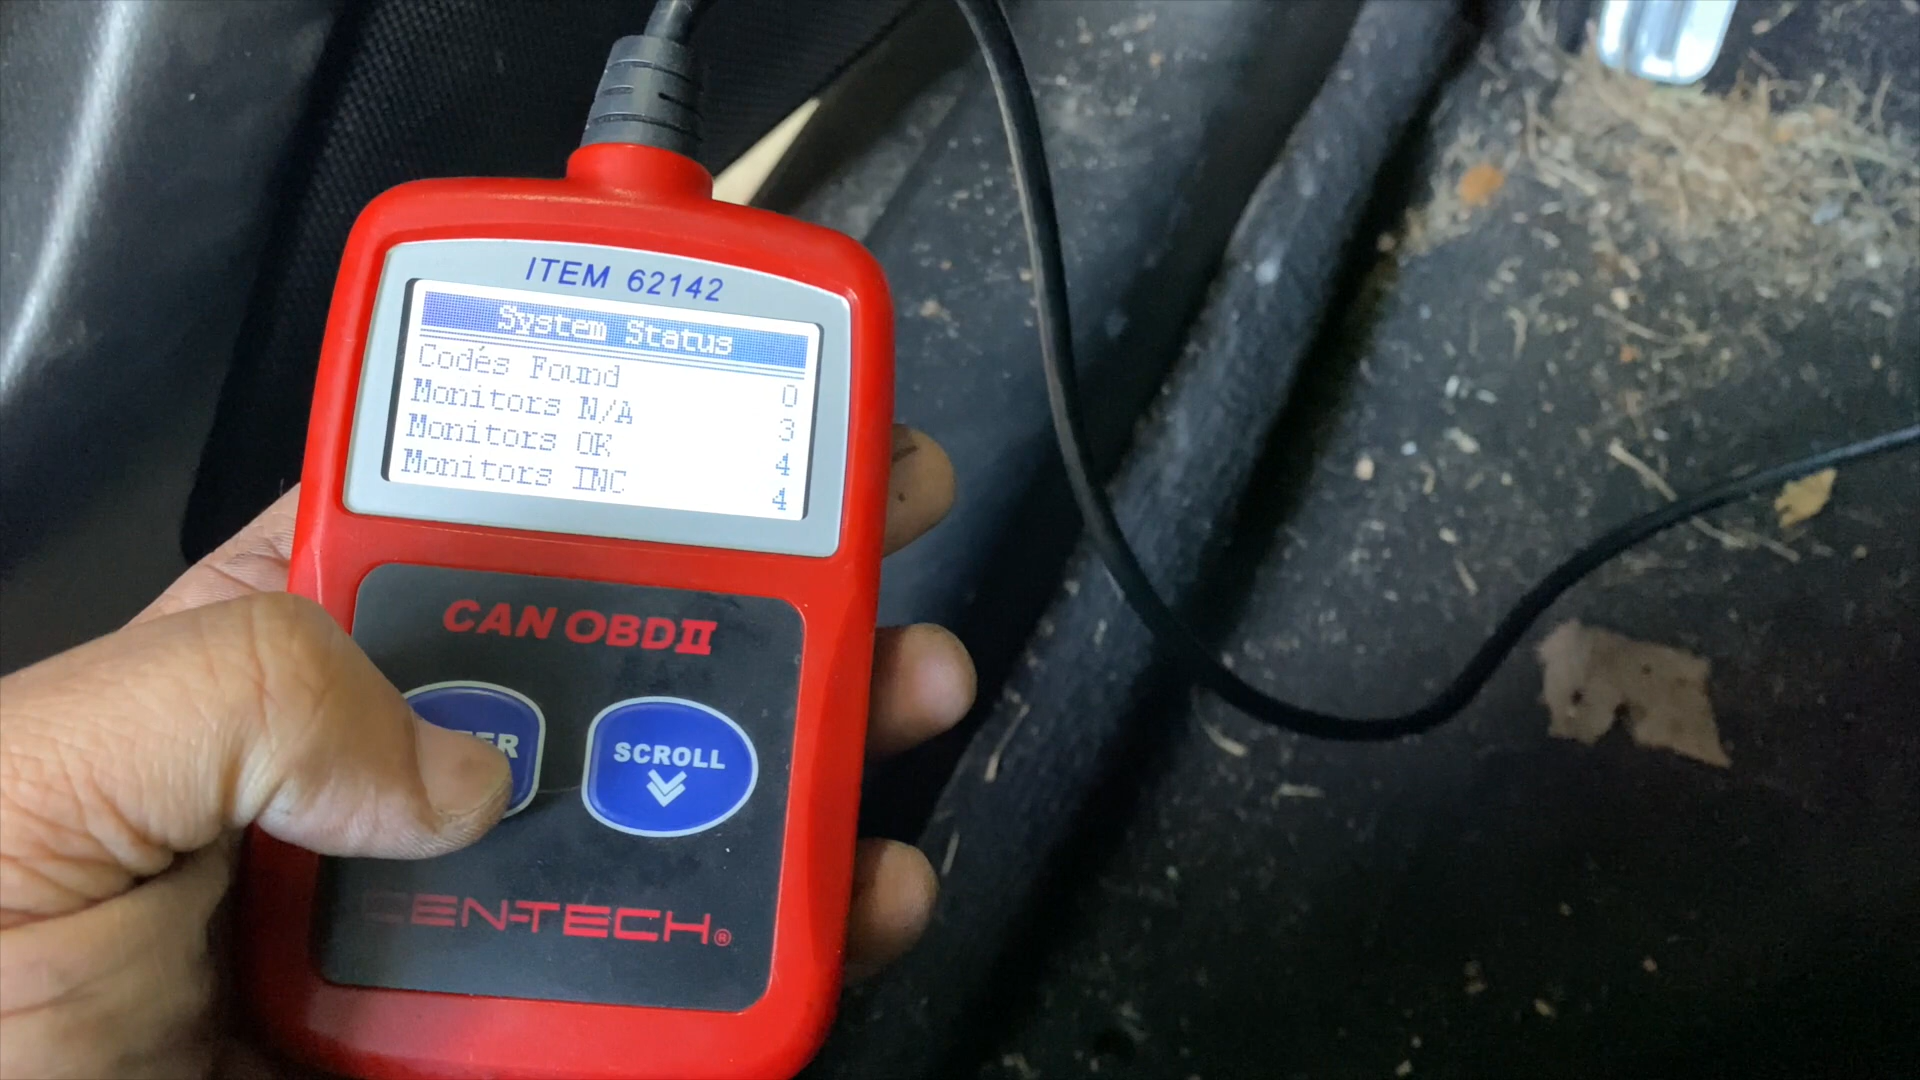 ITEM 62142
System Status
Codés Found 0
Monitors N/A 3
Monitors OK 4
Monitors INC 4
CAN OBDII
SCROLL
CEN-TECH®